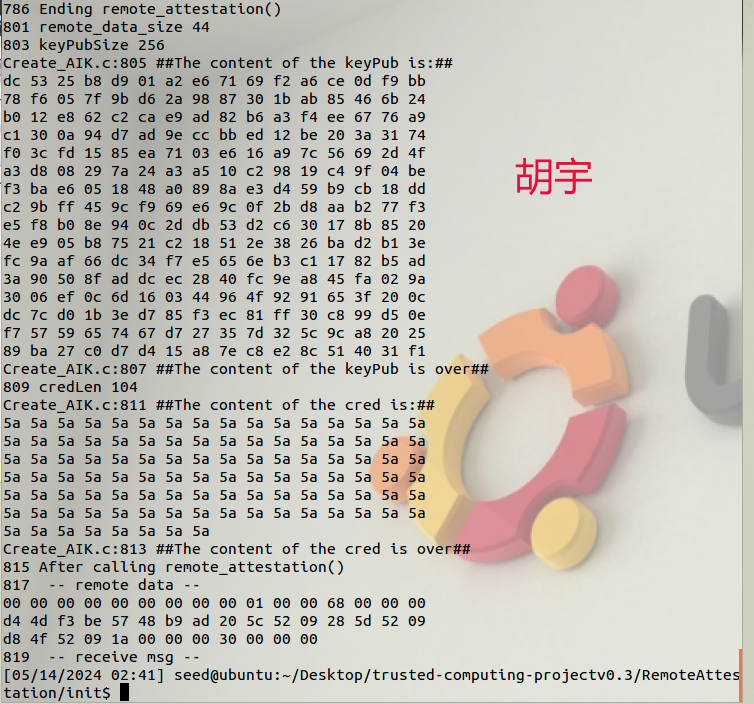 786 Ending remote_attestation()
801 remote_data_size 44
803 keyPubSize 256
Create_AIK.c:805 ##The content of the keyPub is:##
dc 53 25 b8 d9 01 a2 e6 71 69 f2 a6 ce 0d f9 bb
78 f6 05 7f 9b d6 2a 98 87 30 1b ab 85 46 6b 24
b0 12 e8 62 c2 ca e9 ad 82 b6 a3 f4 ee 67 76 a9
c1 30 0a 94 d7 ad 9e cc bb ed 12 be 20 3a 31 74
f0 3c fd 15 85 ea 71 03 e6 16 a9 7c 56 69 2d 4f
a3 d8 08 29 7a 24 a3 a5 10 c2 98 19 c4 9f 04 be
f3 ba e6 05 18 48 a0 89 8a e3 d4 59 b9 cb 18 dd
c2 9b ff 45 9c f9 69 e6 9c 0f 2b d8 aa b2 77 f3
e5 f8 b0 8e 94 0c 2d db 53 d2 c6 30 17 8b 85 20
4e e9 05 b8 75 21 c2 18 51 2e 38 26 ba d2 b1 3e
fc 9a af 66 dc 34 f7 e5 65 6e b3 c1 17 82 b5 ad
3a 90 50 8f ad dc ec 28 40 fc 9e a8 45 fa 02 9a
30 06 ef 0c 6d 16 03 44 96 4f 92 91 65 3f 20 0c
dc 7c d0 1b 3e d7 85 f3 ec 81 ff 30 c8 99 d5 0e
f7 57 59 65 74 67 d7 27 35 7d 32 5c 9c a8 20 25
89 ba 27 c0 d7 d4 15 a8 7e c8 e2 8c 51 40 31 f1
Create_AIK.c:807 ##The content of the keyPub is over##
809 credLen 104
Create_AIK.c:811 ##The content of the cred is:##
5a 5a 5a 5a 5a 5a 5a 5a 5a 5a 5a 5a 5a 5a 5a 5a
5a 5a 5a 5a 5a 5a 5a 5a 5a 5a 5a 5a 5a 5a 5a 5a
5a 5a 5a 5a 5a 5a 5a 5a 5a 5a 5a 5a 5a 5a 5a 5a
5a 5a 5a 5a 5a 5a 5a 5a 5a 5a 5a 5a 5a 5a 5a 5a
5a 5a 5a 5a 5a 5a 5a 5a 5a 5a 5a 5a 5a 5a 5a 5a
5a 5a 5a 5a 5a 5a 5a 5a 5a 5a 5a 5a 5a 5a 5a 5a
5a 5a 5a 5a 5a 5a 5a 5a
Create_AIK.c:813 ##The content of the cred is over##
815 After calling remote_attestation()
817  -- remote data --
00 00 00 00 00 00 00 00 00 01 00 00 68 00 00 00
d4 4d f3 be 57 48 b9 ad 20 5c 52 09 28 5d 52 09
d8 4f 52 09 1a 00 00 00 30 00 00 00
819  -- receive msg --
[05/14/2024 02:41] seed@ubuntu:~/Desktop/trusted-computing-projectv0.3/RemoteAttes
tation/init$
胡宇